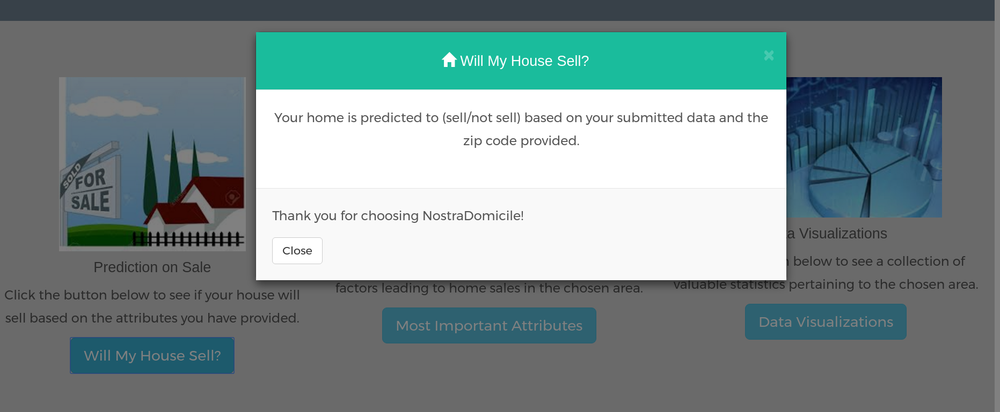 Will My House Sell?
×
Your home is predicted to (sell/not sell) based on your submitted data and the
zip code provided.
Thank you for choosing NostraDomicile!
Close
SOLD
FOR
SALE
Prediction on Sale
Click the button below to see if your house will
sell based on the attributes you have provided.
Will My House Sell?
factors leading to home sales in the chosen area.
Most Important Attributes
Visualizations
below to see a collection of
valuable statistics pertaining to the chosen area.
Data Visualizations